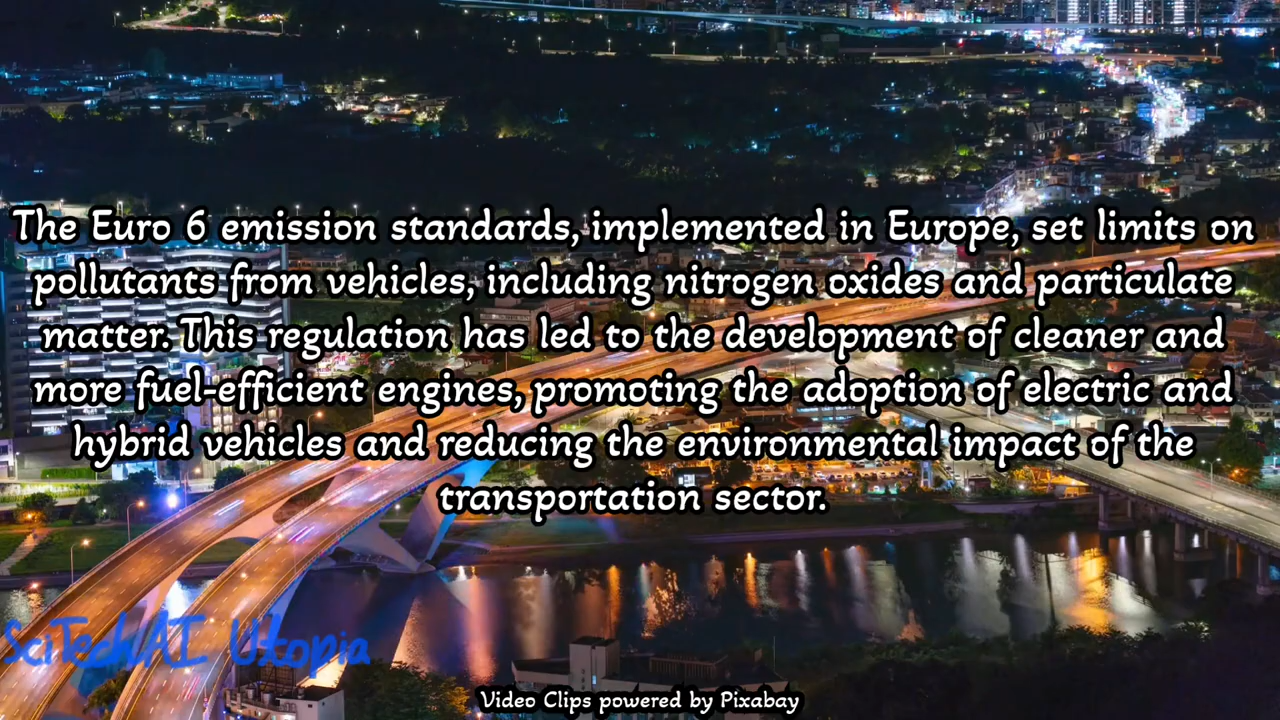 The Euro 6 emission standards, implemented in Europe, set limits on
pollutants from vehicles, including nitrogen oxides and particulate
matter. This regulation has led to the development of cleaner and
more fuel-efficient engines, promoting the adoption of electric and
hybrid vehicles and reducing the environmental impact of the
transportation sector.
SciTechAI Utopia
Video Clips powered by Pixabay